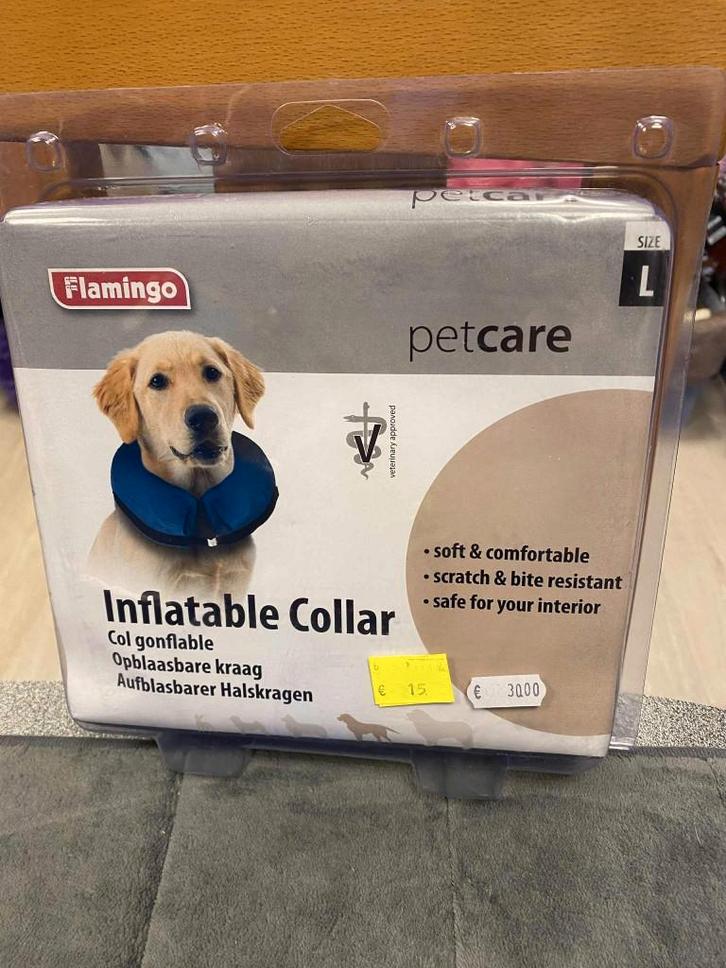 petcare
SIZE
L
Flamingo
petcare
V
veterinary approved
• soft & comfortable
• scratch & bite resistant
• safe for your interior
Inflatable Collar
Col gonflable
Opblaasbare kraag
Aufblasbarer Halskragen
€ 15
€ 30.00